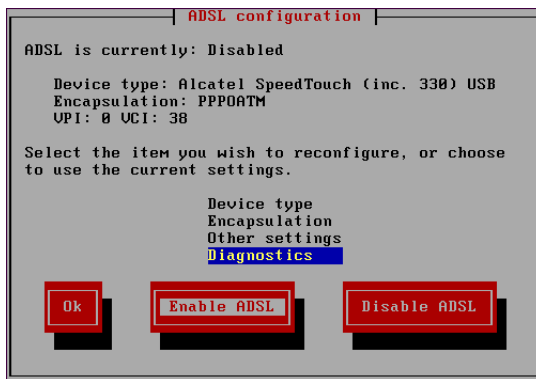 ADSL configuration
ADSL is currently: Disabled
Device type: Alcatel SpeedTouch (inc. 330) USB
Encapsulation: PPPOATM
VPI: 0 VCI: 38
Select the item you wish to reconfigure, or choose
to use the current settings.
Device type
Encapsulation
Other settings
Diagnostics
Ok Enable ADSL Disable ADSL